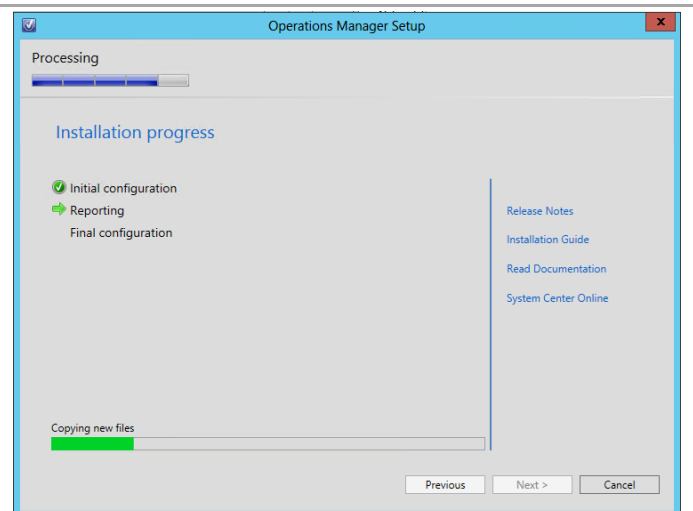 Operations Manager Setup
x
Processing
Installation progress
Initial configuration
Reporting
Final configuration
Release Notes
Installation Guide
Read Documentation
System Center Online
Copying new files
Previous
Next >
Cancel